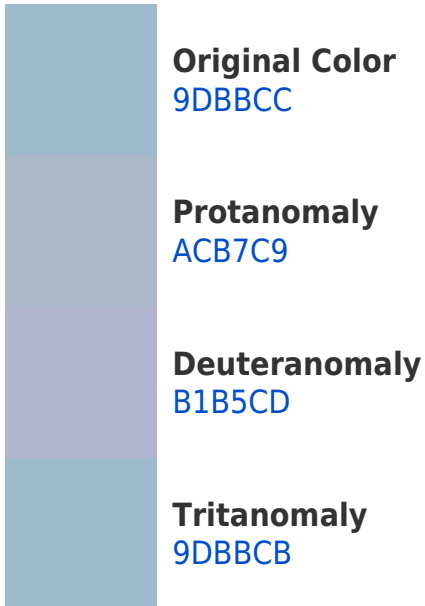 Original Color
9DBBCC
Protanomaly
ACB7C9
Deuteranomaly
B1B5CD
Tritanomaly
9DBBCB